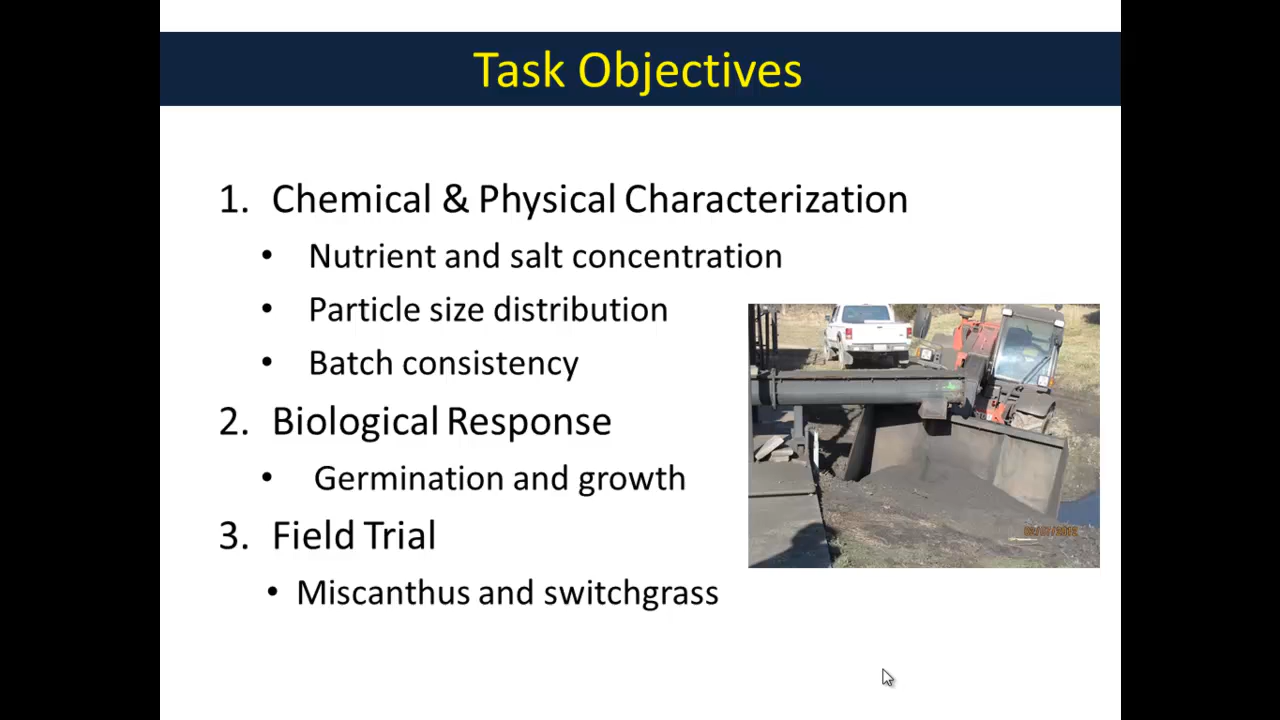 Task Objectives
1. Chemical & Physical Characterization
• Nutrient and salt concentration
• Particle size distribution
• Batch consistency
2. Biological Response
• Germination and growth
3. Field Trial
• Miscanthus and switchgrass